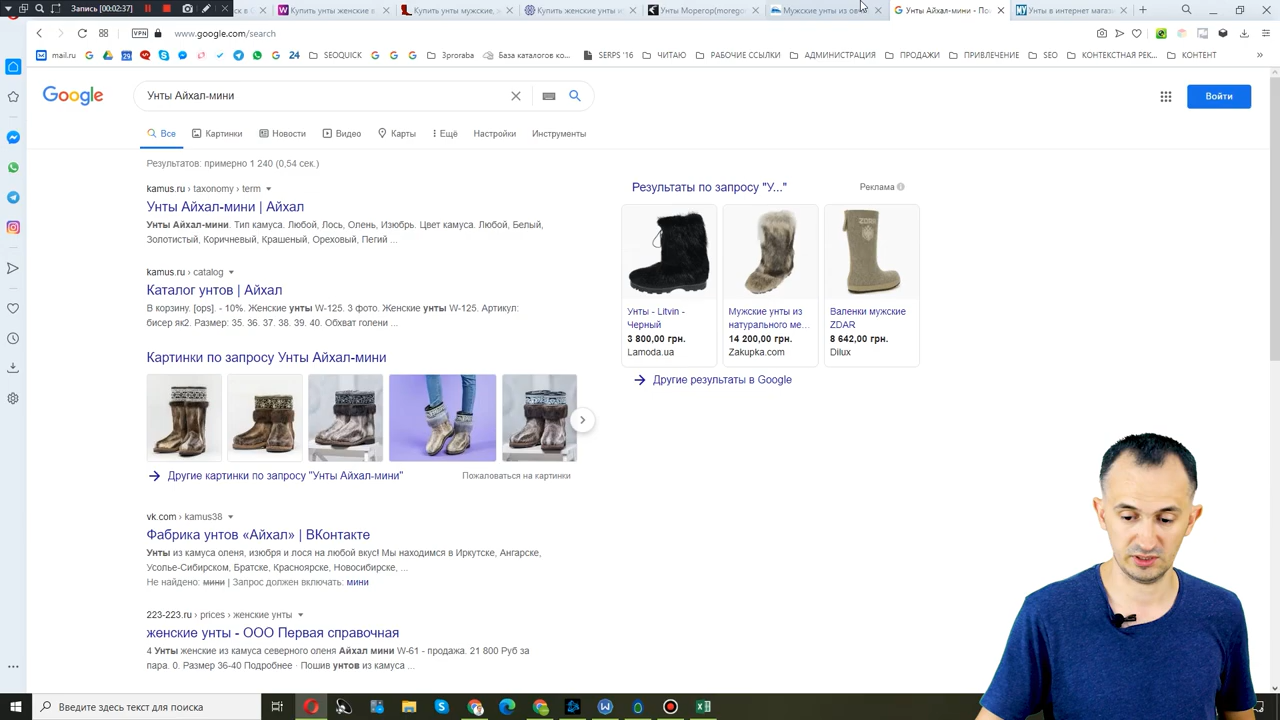 Запись [00:02:37]
ск в G
Купить женские в
Купить унты мужские, ж
Купить женские унты
Унты Морегор(moregor
Мужские унты из ов
Унты Айхал-мини - По
Унты в интернет магаз
VPN
www.google.com/search
mail.ru
24
SEOQUICK
3proraba
База каталогов ко...
SERPS '16
ЧИТАЮ
РАБОЧИЕ ССЫЛКИ
АДМИНИСТРАЦИЯ
ПРОДАЖИ
ПРИВЛЕЧЕНИЕ
SEO
КОНТЕКСТНАЯ РЕК...
КОНТЕНТ
Google
Унты Айхал-мини
Войти
Все
Картинки
Новости
Видео
Карты
Ещё
Настройки
Инструменты
Результатов: примерно 1 240 (0,54 сек.)
kamus.ru › taxonomy › term
Унты Айхал-мини | Айхал
Унты Айхал-мини. Тип камуса. Любой, Лось, Олень, Изюбрь. Цвет камуса. Любой, Белый,
Золотистый, Коричневый, Крашеный, Ореховый, Пегий ...
kamus.ru › catalog
Каталог унтов | Айхал
В корзину. [ops]. - 10%. Женские унты W-125. 3 фото. Женские унты W-125. Артикул:
бисер як2. Размер: 35. 36. 37. 38. 39. 40. Обхват голени ...
Картинки по запросу Унты Айхал-мини
Другие картинки по запросу "Унты Айхал-мини"
Пожаловаться на картинки
vk.com › kamus38
Фабрика унтов «Айхал» | ВКонтакте
Унты из камуса оленя, изюбря и лося на любой вкус! Мы находимся в Иркутске, Ангарске,
Усолье-Сибирском, Братске, Красноярске, Новосибирске, ...
Не найдено: мини | Запрос должен включать: мини
223-223.ru › prices › женские унты
женские унты - ООО Первая справочная
4 Унты женские из камуса северного оленя Айхал мини W-61 - продажа. 21 800 Руб за
пара. 0. Размер 36-40 Подробнее · Пошив унтов из камуса ...
Результаты по запросу "У..."
Реклама
ZDAR
Унты - Litvin -
Черный
3 800,00 грн.
Lamoda.ua
Мужские унты из
натурального ме...
14 200,00 грн.
Zakupka.com
Валенки мужские
ZDAR
8 642,00 грн.
Dilux
Другие результаты в Google
Введите здесь текст для поиска